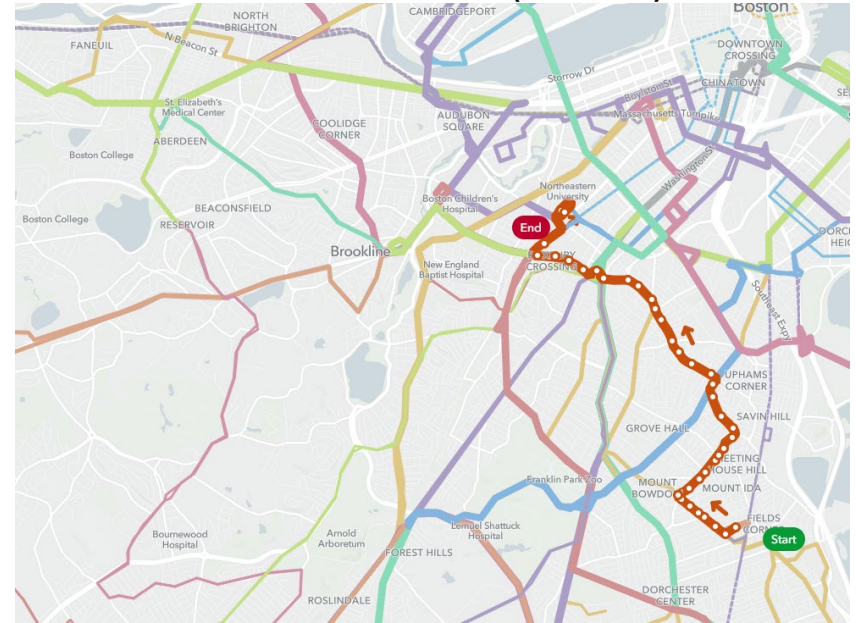 Boston
NORTH
BRIGHTON
CAMBRIDGEPORT
FANEUIL
N Beacon St
DOWNTOWN
CROSSING
Storrow Dr
CHINATOWN
Boylston St
St. Elizabeth's
Medical Center
AUDUBON
SQUARE
Massachusetts Turnpike
COOLIDGE
CORNER
ABERDEEN
Washington St
Boston College
Northeastern
University
Boston Children's
Hospital
BEACONSFIELD
Boston College
RESERVOIR
End
Brookline
CROSSING
New England
Baptist Hospital
Southeast Expy
UPHAMS
CORNER
SAVIN HILL
GROVE HALL
MOUSE HILL
Franklin Park Zoo
MOUNT
MOUNT IDA
FIELDS
Start
Lemuel Shattuck
Hospital
Bournewood
Hospital
Arnold
Arboretum
FOREST HILLS
DORCHESTER
CENTER
ROSLINDALE